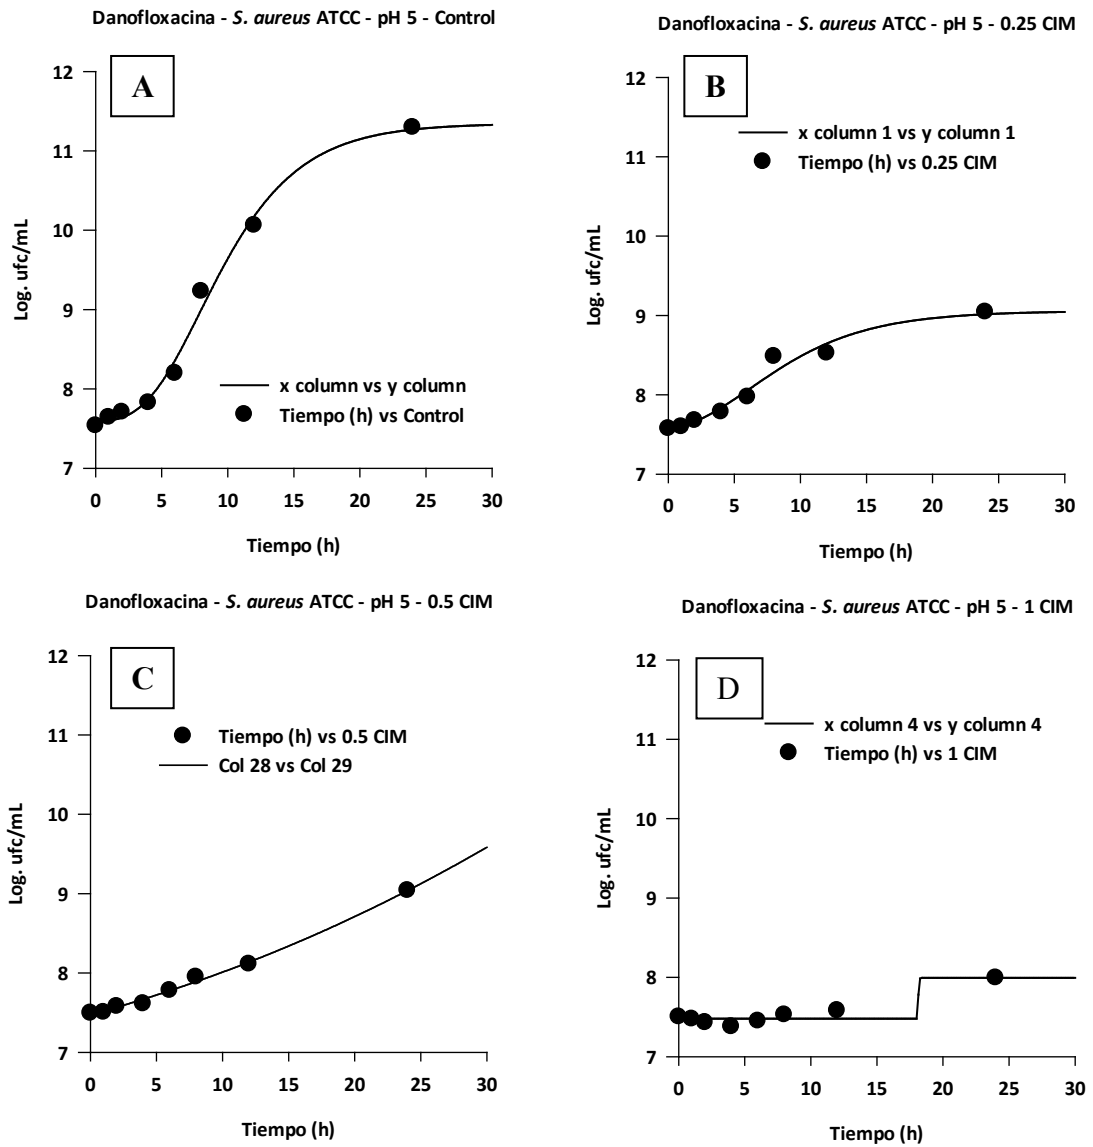 Danofloxacina - S. aureus ATCC - pH 5 - Control
A
12
11
10
9
8
7
Log. ufc/mL
x column vs y column
Tiempo (h) vs Control
0 5 10 15 20 25 30
Tiempo (h)
Danofloxacina - S. aureus ATCC - pH 5 - 0.25 CIM
B
12
11
10
9
8
7
Log. ufc/mL
x column 1 vs y column 1
Tiempo (h) vs 0.25 CIM
0 5 10 15 20 25 30
Tiempo (h)
Danofloxacina - S. aureus ATCC - pH 5 - 0.5 CIM
C
12
11
10
9
8
7
Log. ufc/mL
Tiempo (h) vs 0.5 CIM
Col 28 vs Col 29
0 5 10 15 20 25 30
Tiempo (h)
Danofloxacina - S. aureus ATCC - pH 5 - 1 CIM
D
12
11
10
9
8
7
Log. ufc/mL
x column 4 vs y column 4
Tiempo (h) vs 1 CIM
0 5 10 15 20 25 30
Tiempo (h)